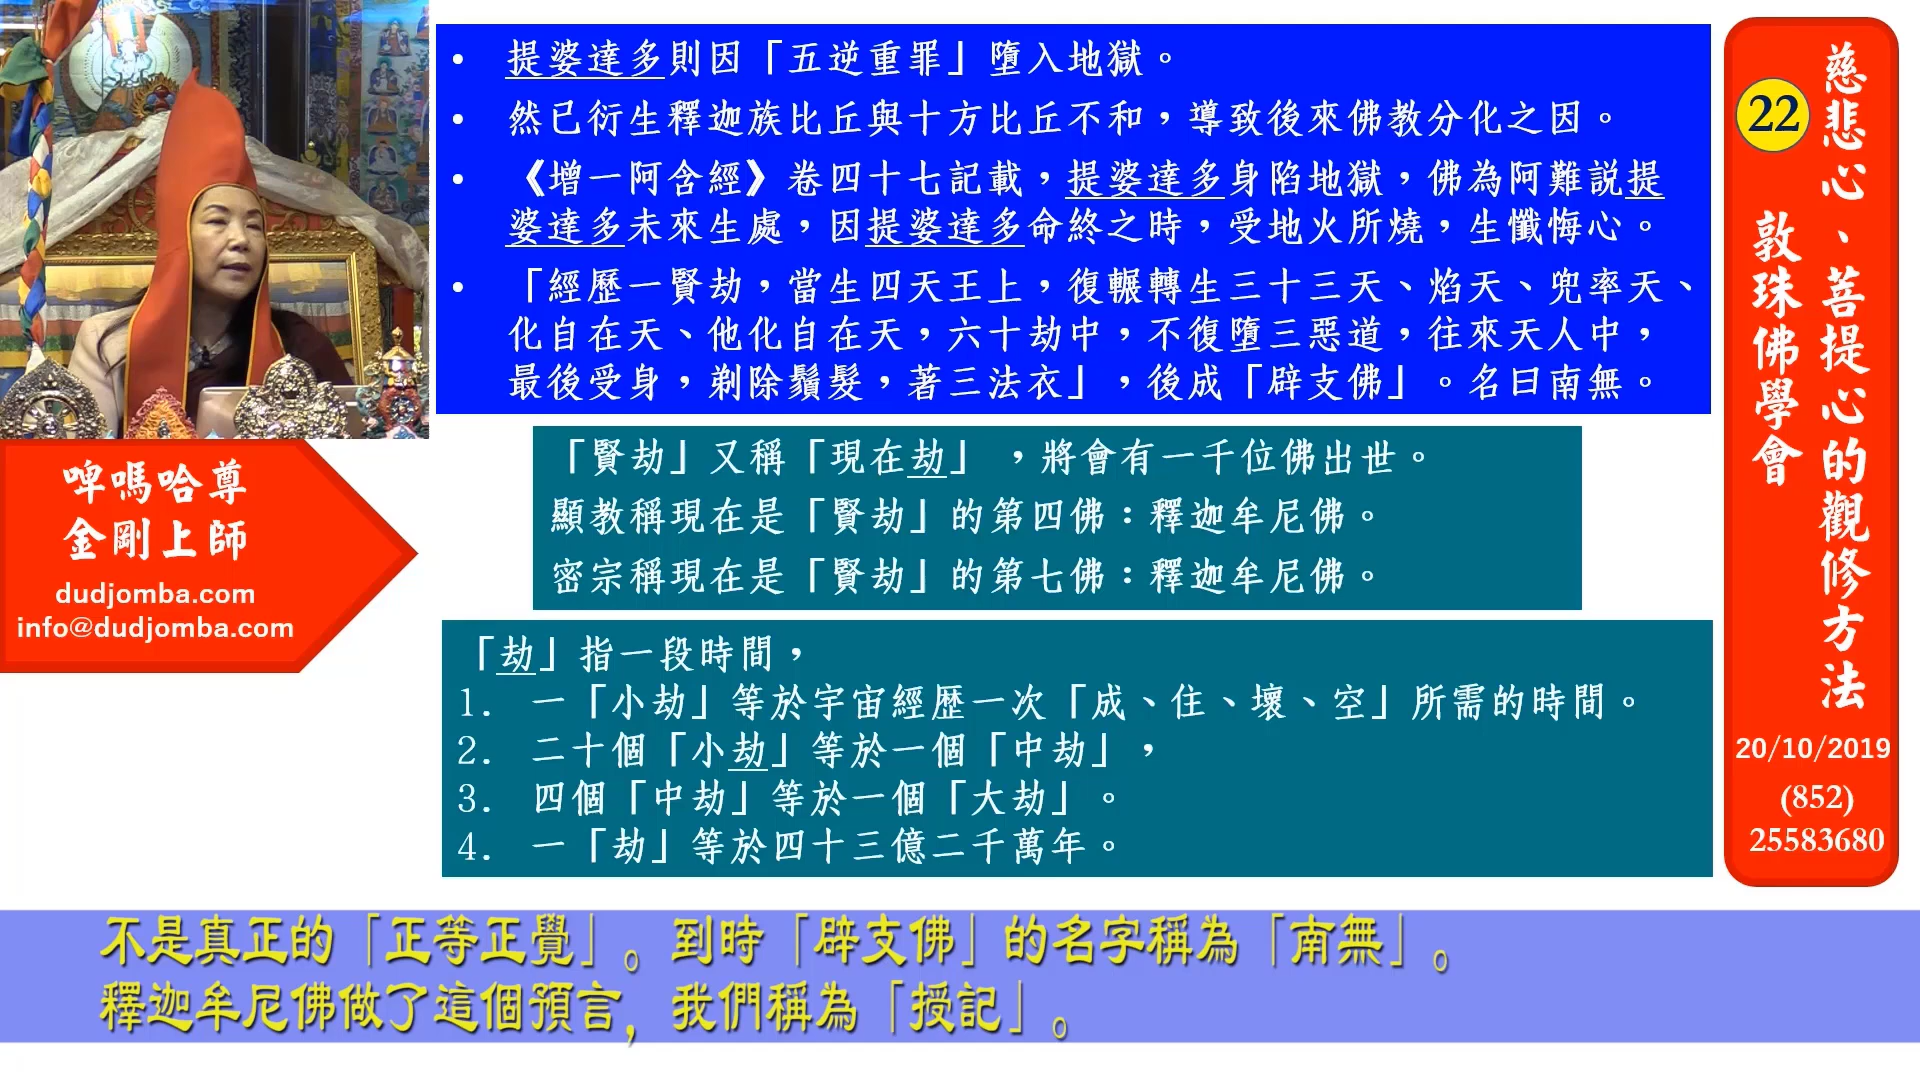 • 提婆達多則因「五逆重罪」墮入地獄。
• 然已衍生釋迦族比丘與十方比丘不和，導致後來佛教分化之因。
• 《增一阿含經》卷四十七記載，提婆達多身陷地獄，佛為阿難説提
婆達多未來生處，因提婆達多命終之時，受地火所燒，生懺悔心。
• 「經歷一賢劫，當生四天王上，復輾轉生三十三天、焰天、兜率天、
化自在天、他化自在天，六十劫中，不復墮三惡道，往來天人中，
最後受身，剃除鬚髮，著三法衣」，後成「辟支佛」。名曰南無。
「賢劫」又稱「現在劫」，將會有一千位佛出世。
顯教稱現在是「賢劫」的第四佛：釋迦牟尼佛。
密宗稱現在是「賢劫」的第七佛：釋迦牟尼佛。
「劫」指一段時間，
1. 一「小劫」等於宇宙經歷一次「成、住、壞、空」所需的時間。
2. 二十個「小劫」等於一個「中劫」，
3. 四個「中劫」等於一個「大劫」。
4. 一「劫」等於四十三億二千萬年。
啤嗎哈尊
金剛上師
dudjomba.com
info@dudjomba.com
22
慈悲心、菩提心的觀修方法
敦珠佛學會
20/10/2019
(852)
25583680
不是真正的「正等正覺」。到時「辟支佛」的名字稱為「南無」。
釋迦牟尼佛做了這個預言，我們稱為「授記」。